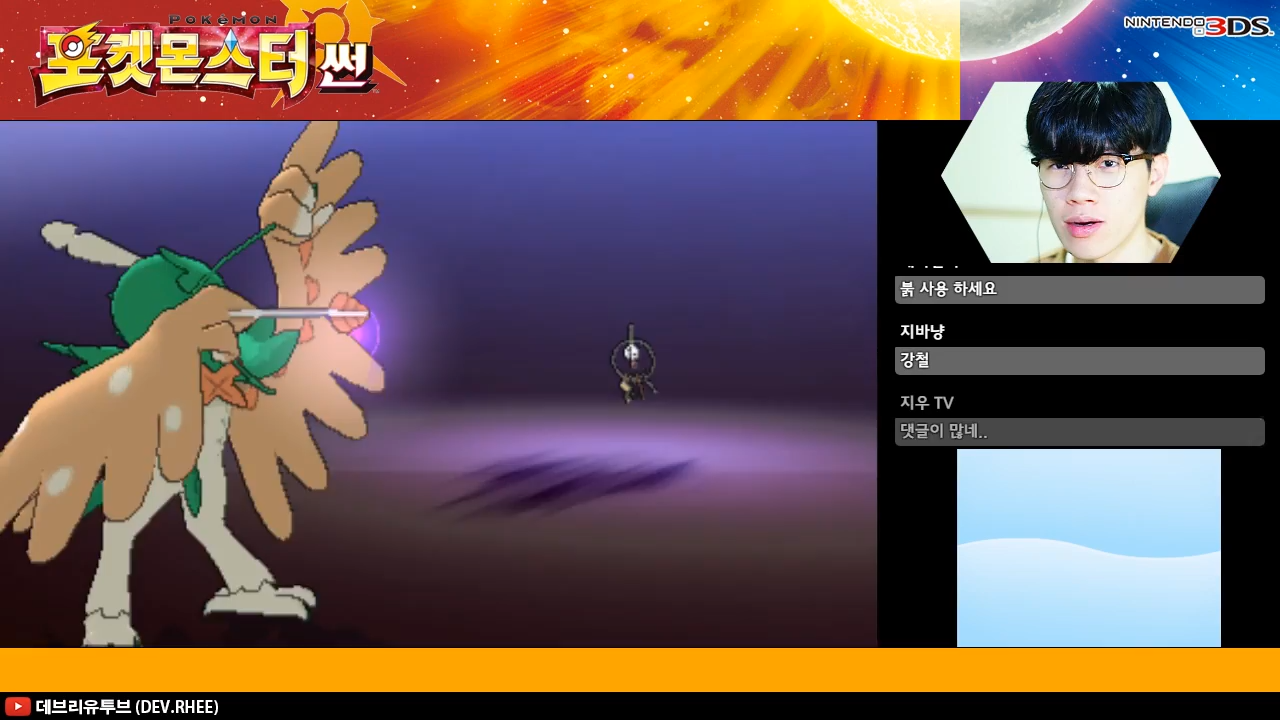 POKéMON
포켓몬스터 썬
NINTENDO 3DS
붉 사용 하세요
지바냥
강철
지우 TV
댓글이 많네..
데브리유투브 (DEV.RHEE)